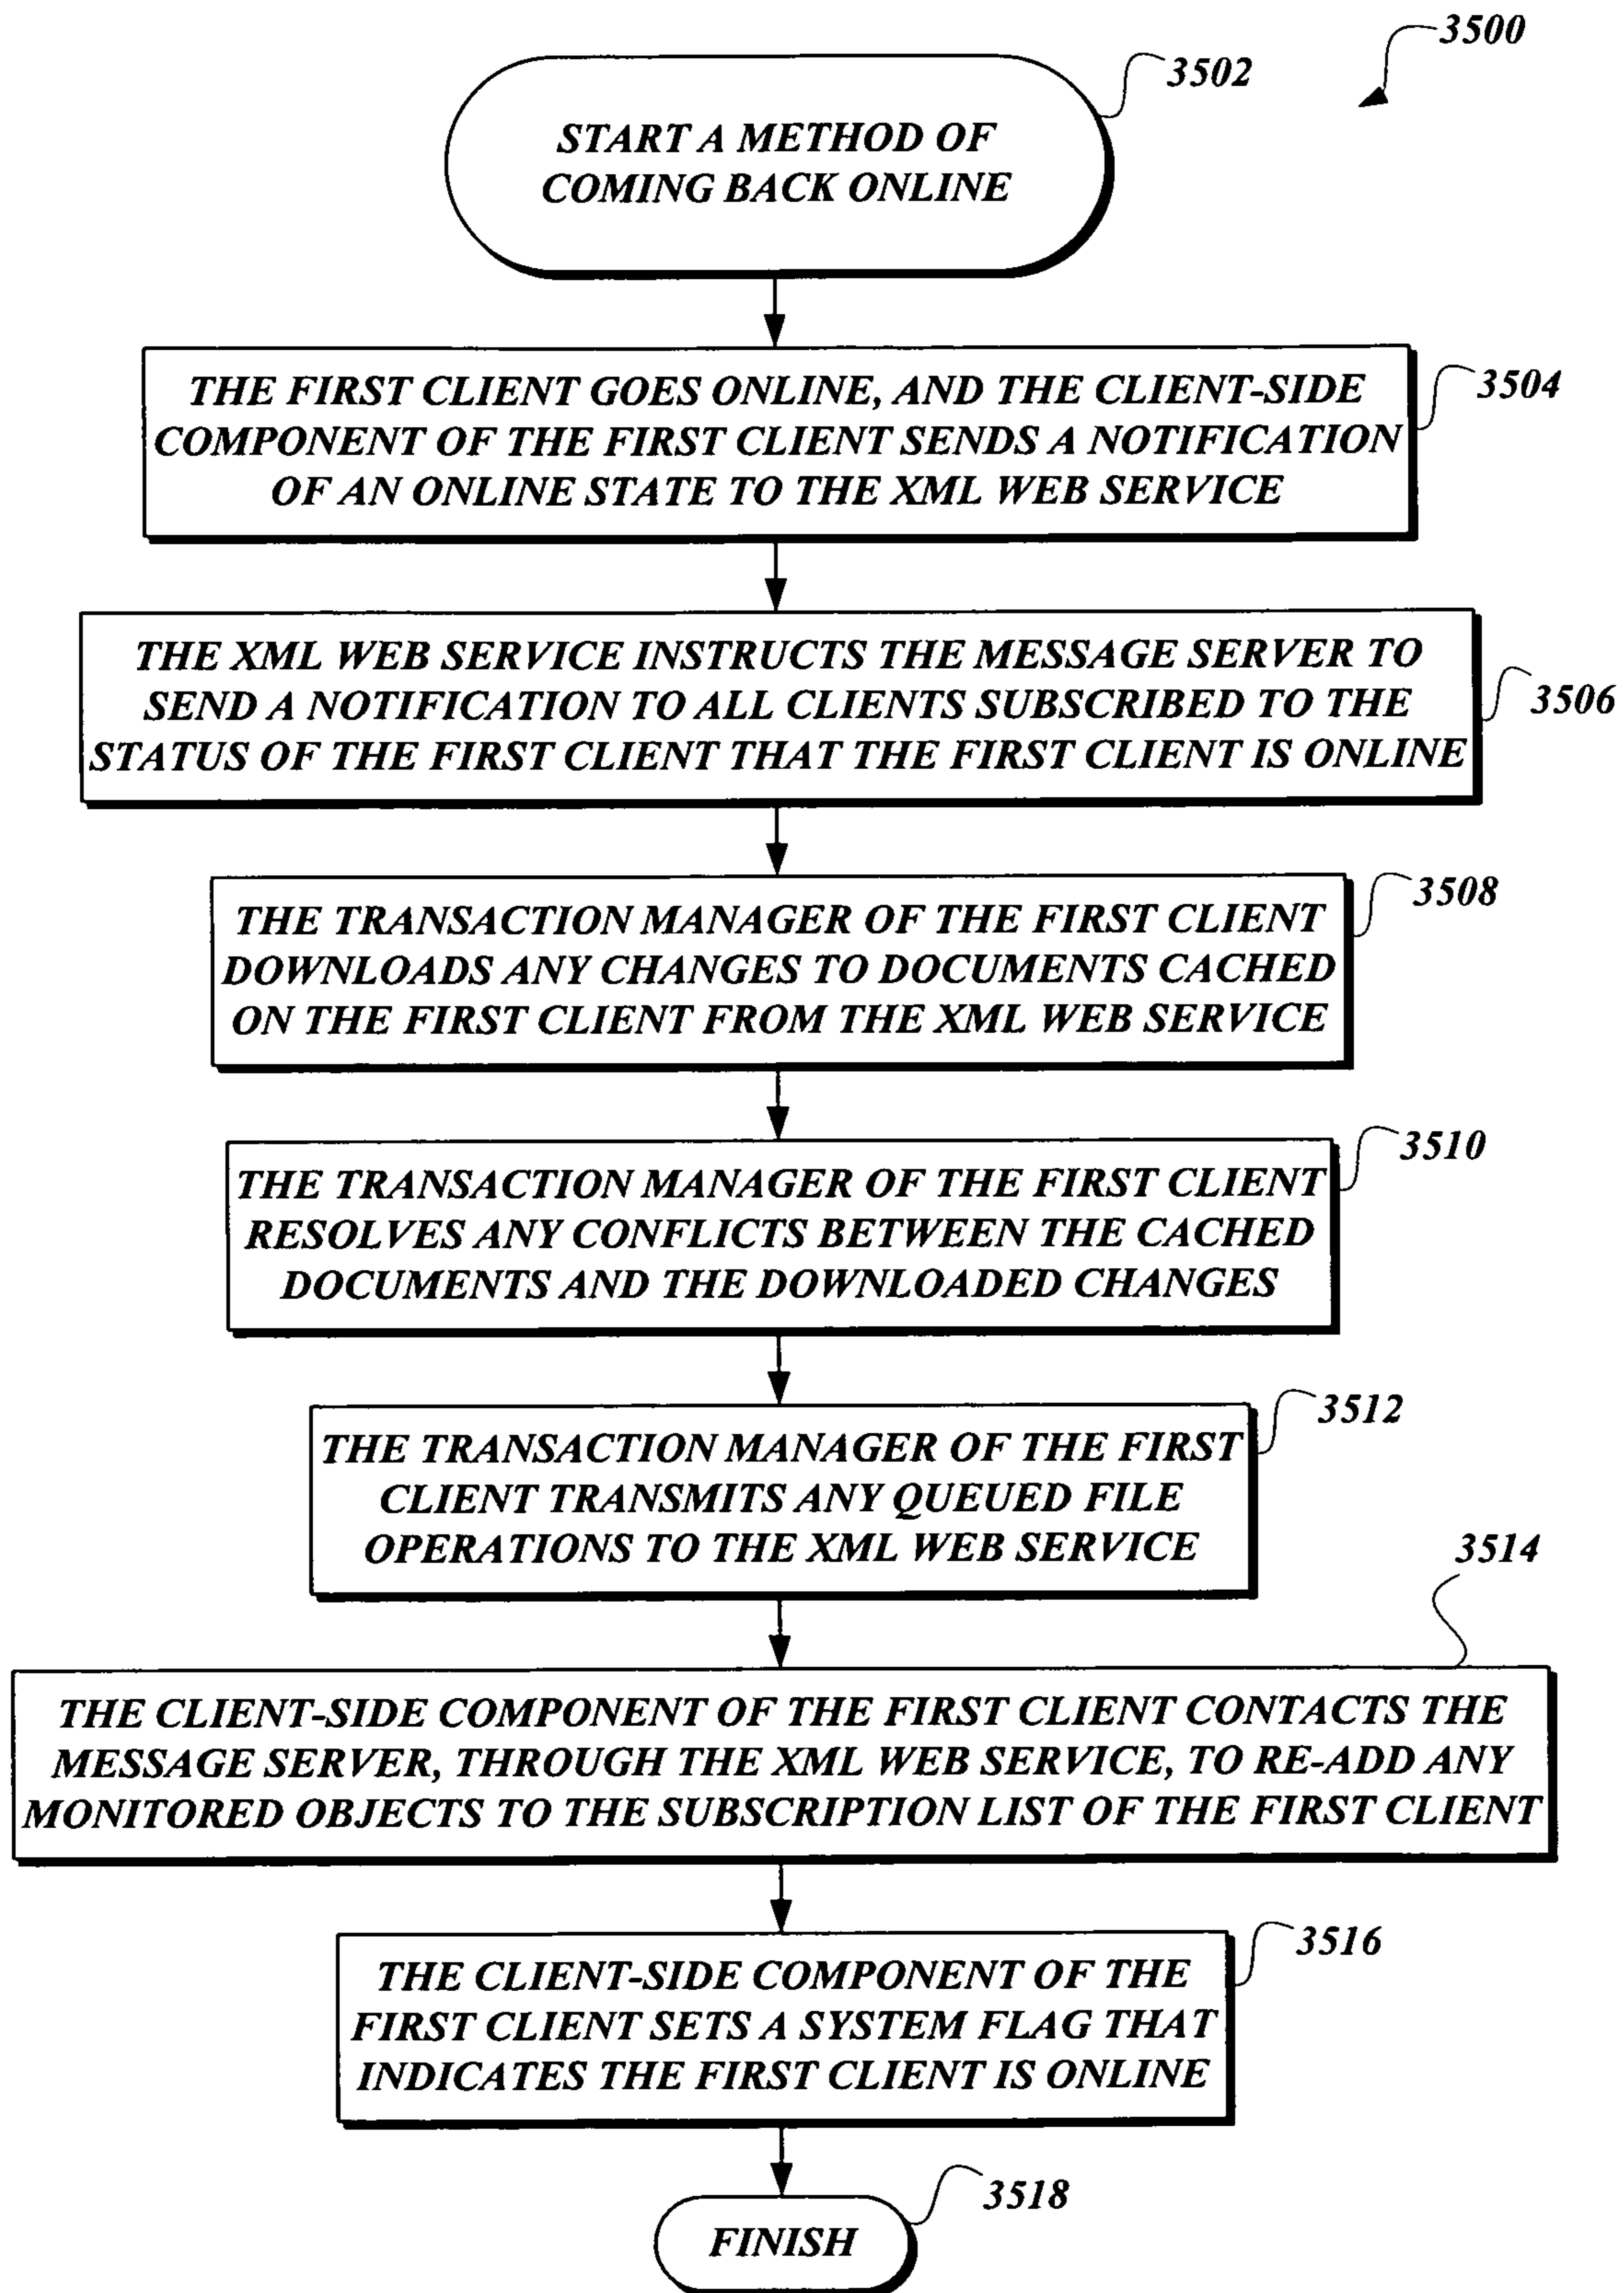 3500
3502
START A METHOD OF
COMING BACK ONLINE
3504
THE FIRST CLIENT GOES ONLINE, AND THE CLIENT-SIDE
COMPONENT OF THE FIRST CLIENT SENDS A NOTIFICATION
OF AN ONLINE STATE TO THE XML WEB SERVICE
3506
THE XML WEB SERVICE INSTRUCTS THE MESSAGE SERVER TO
SEND A NOTIFICATION TO ALL CLIENTS SUBSCRIBED TO THE
STATUS OF THE FIRST CLIENT THAT THE FIRST CLIENT IS ONLINE
3508
THE TRANSACTION MANAGER OF THE FIRST CLIENT
DOWNLOADS ANY CHANGES TO DOCUMENTS CACHED
ON THE FIRST CLIENT FROM THE XML WEB SERVICE
3510
THE TRANSACTION MANAGER OF THE FIRST CLIENT
RESOLVES ANY CONFLICTS BETWEEN THE CACHED
DOCUMENTS AND THE DOWNLOADED CHANGES
3512
THE TRANSACTION MANAGER OF THE FIRST
CLIENT TRANSMITS ANY QUEUED FILE
OPERATIONS TO THE XML WEB SERVICE
3514
THE CLIENT-SIDE COMPONENT OF THE FIRST CLIENT CONTACTS THE
MESSAGE SERVER, THROUGH THE XML WEB SERVICE, TO RE-ADD ANY
MONITORED OBJECTS TO THE SUBSCRIPTION LIST OF THE FIRST CLIENT
3516
THE CLIENT-SIDE COMPONENT OF THE
FIRST CLIENT SETS A SYSTEM FLAG THAT
INDICATES THE FIRST CLIENT IS ONLINE
3518
FINISH